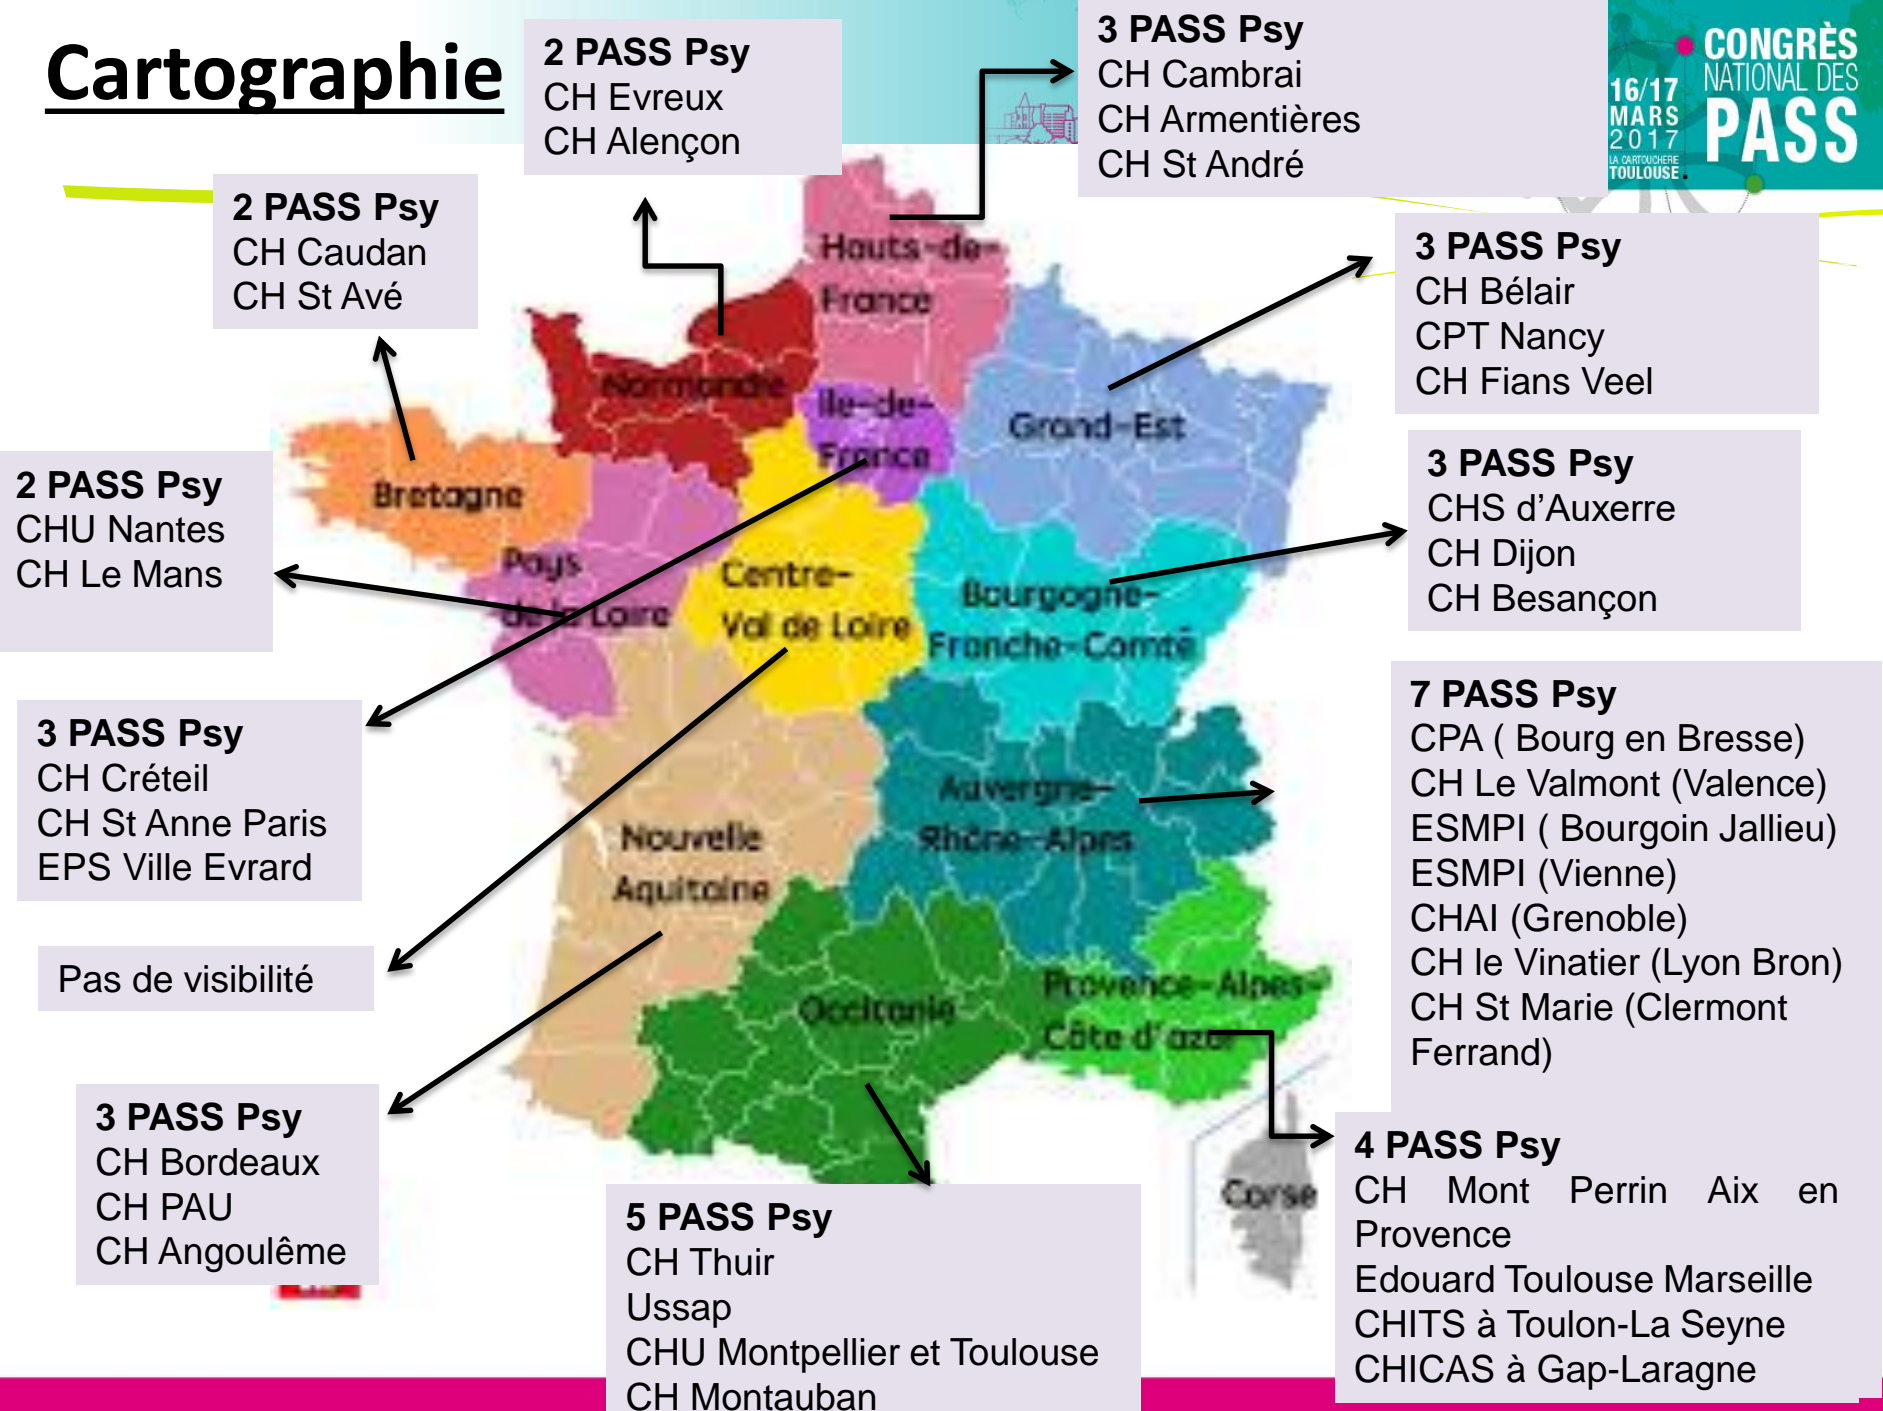 Cartographie
2 PASS Psy
CH Evreux
CH Alençon
3 PASS Psy
CH Cambrai
CH Armentières
CH St André
16/17
MARS
2017
LA CARTOUCHERIE
TOULOUSE
CONGRÈS
NATIONAL DES
PASS
2 PASS Psy
CH Caudan
CH St Avé
3 PASS Psy
CH Bélair
CPT Nancy
CH Fians Veel
2 PASS Psy
CHU Nantes
CH Le Mans
3 PASS Psy
CHS d’Auxerre
CH Dijon
CH Besançon
3 PASS Psy
CH Créteil
CH St Anne Paris
EPS Ville Evrard
7 PASS Psy
CPA ( Bourg en Bresse)
CH Le Valmont (Valence)
ESMPI ( Bourgoin Jallieu)
ESMPI (Vienne)
CHAI (Grenoble)
CH le Vinatier (Lyon Bron)
CH St Marie (Clermont
Ferrand)
Pas de visibilité
3 PASS Psy
CH Bordeaux
CH PAU
CH Angoulême
5 PASS Psy
CH Thuir
Ussap
CHU Montpellier et Toulouse
CH Montauban
4 PASS Psy
CH Mont Perrin Aix en
Provence
Edouard Toulouse Marseille
CHITS à Toulon-La Seyne
CHICAS à Gap-Laragne
Hauts-de-
France
Normandie
Ile-de-
France
Grand-Est
Bretagne
Pays
de la Loire
Centre-
Val de Loire
Bourgogne-
Franche-Comté
Nouvelle
Aquitaine
Auvergne-
Rhône-Alpes
Occitanie
Provence-Alpes-
Côte d'azur
Corse